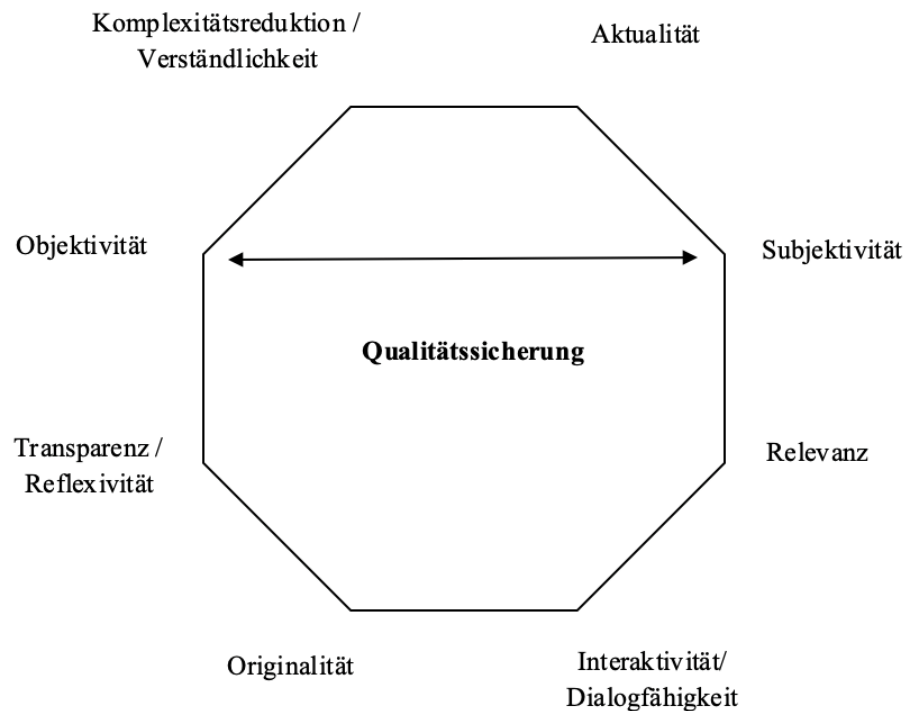 Komplexitätsreduktion /
Verständlichkeit
Aktualität
Objektivität
Subjektivität
Qualitätssicherung
Transparenz /
Reflexivität
Relevanz
Originalität
Interaktivität/
Dialogfähigkeit